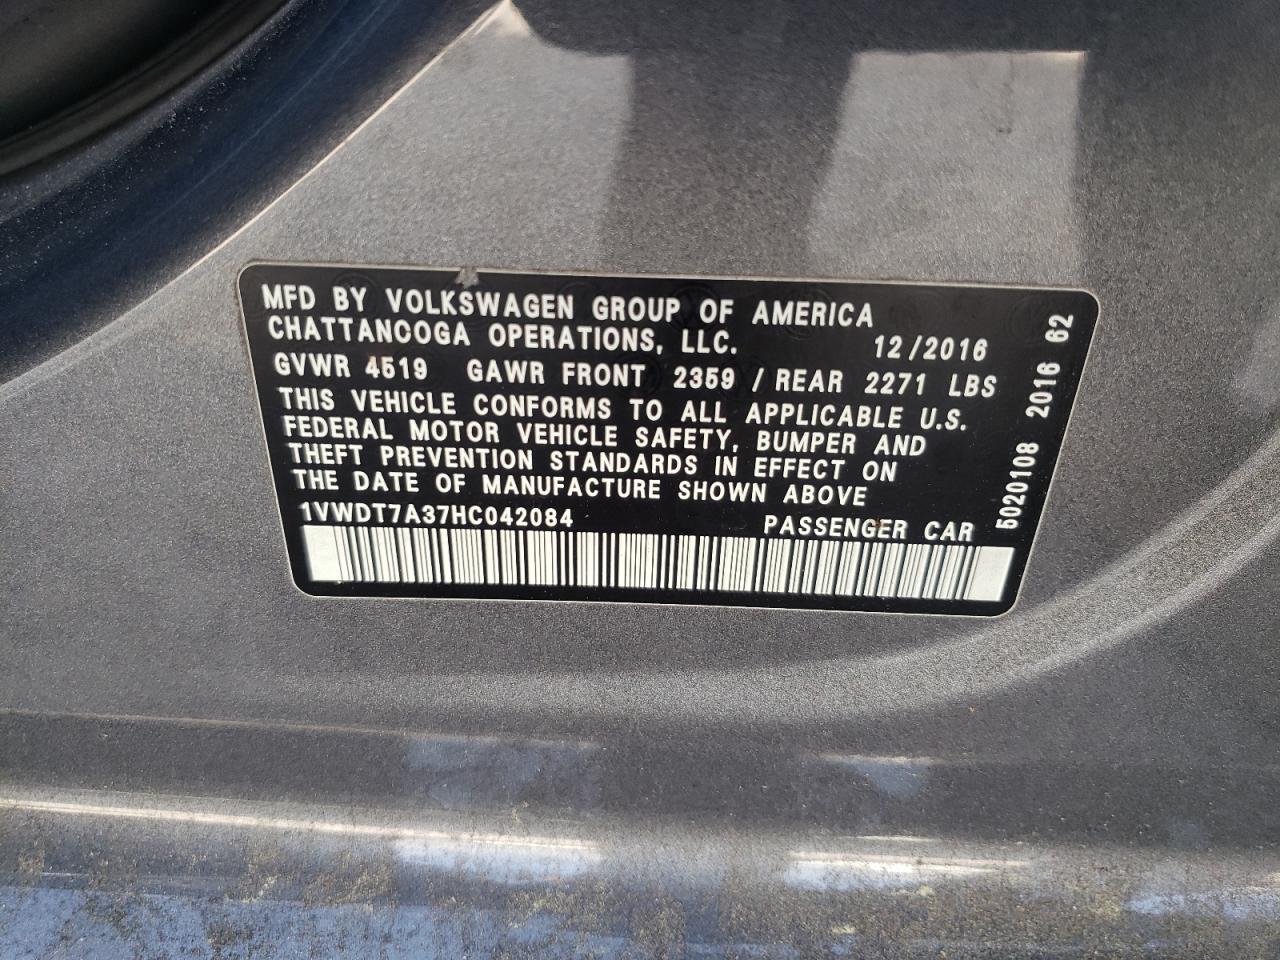 MFD BY VOLKSWAGEN GROUP OF AMERICA
CHATTANOOGA OPERATIONS, LLC. 12/2016
GVWR 4519 GAWR FRONT 2359 / REAR 2271 LBS
THIS VEHICLE CONFORMS TO ALL APPLICABLE U.S.
FEDERAL MOTOR VEHICLE SAFETY, BUMPER AND
THEFT PREVENTION STANDARDS IN EFFECT ON
THE DATE OF MANUFACTURE SHOWN ABOVE
1VWDT7A37HC042084 PASSENGER CAR
5020108 2016 62